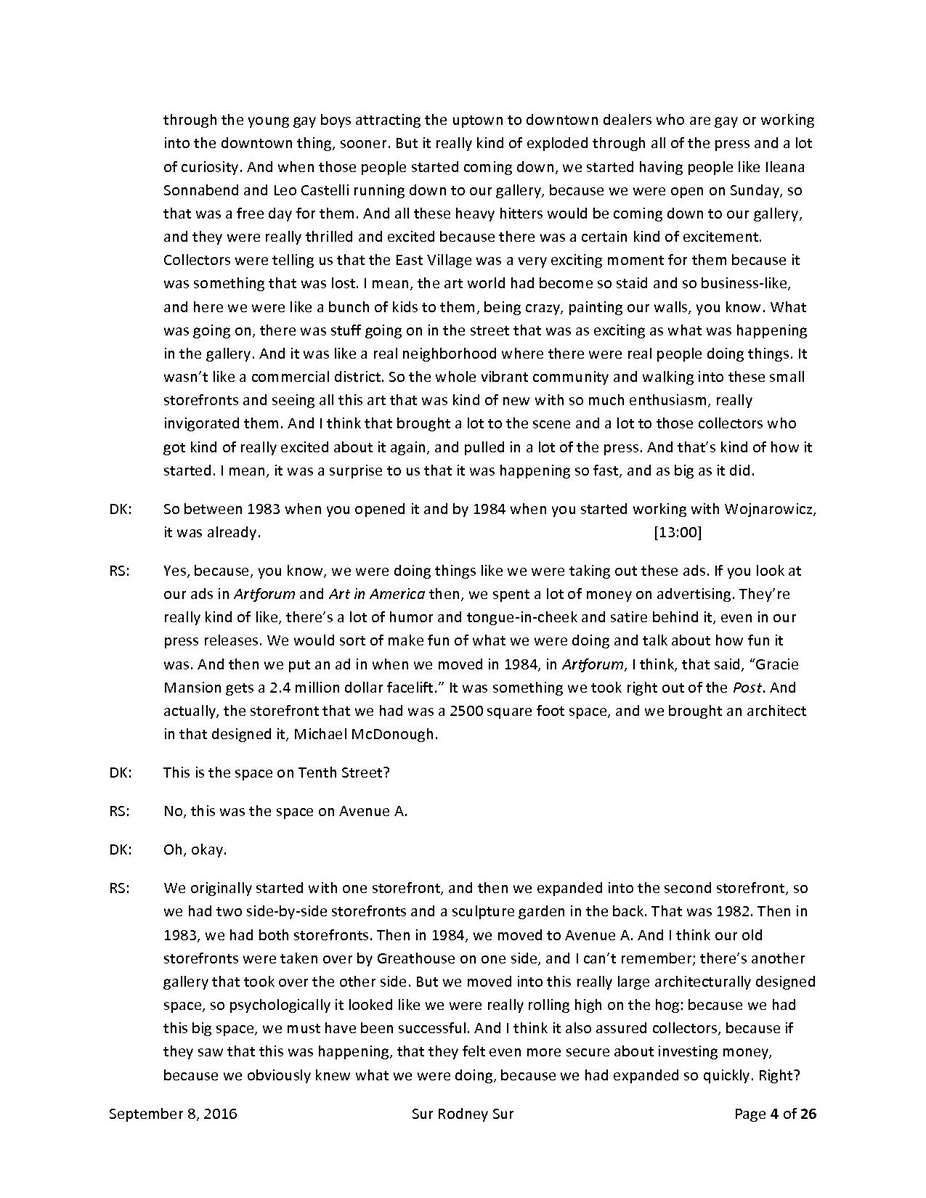 through the young gay boys attracting the uptown to downtown dealers who are gay or working
into the downtown thing, sooner. But it really kind of exploded through all of the press and a lot
of curiosity. And when those people started coming down, we started having people like Ileana
Sonnabend and Leo Castelli running down to our gallery, because we were open on Sunday, so
that was a free day for them. And all these heavy hitters would be coming down to our gallery,
and they were really thrilled and excited because there was a certain kind of excitement.
Collectors were telling us that the East Village was a very exciting moment for them because it
was something that was lost. I mean, the art world had become so staid and so business-like,
and here we were like a bunch of kids to them, being crazy, painting our walls, you know. What
was going on, there was stuff going on in the street that was as exciting as what was happening
in the gallery. And it was like a real neighborhood where there were real people doing things. It
wasn't like a commercial district. So the whole vibrant community and walking into these small
storefronts and seeing all this art that was kind of new with so much enthusiasm, really
invigorated them. And I think that brought a lot to the scene and a lot to those collectors who
got kind of really excited about it again, and pulled in a lot of the press. And that's kind of how it
started. I mean, it was a surprise to us that it was happening so fast, and as big as it did.
DK: So between 1983 when you opened it and by 1984 when you started working with Wojnarowicz,
it was already. [13:00]
RS: Yes, because, you know, we were doing things like we were taking out these ads. If you look at
our ads in Artforum and Art in America then, we spent a lot of money on advertising. They're
really kind of like, there's a lot of humor and tongue-in-cheek and satire behind it, even in our
press releases. We would sort of make fun of what we were doing and talk about how fun it
was. And then we put an ad in when we moved in 1984, in Artforum, I think, that said, "Gracie
Mansion gets a 2.4 million dollar facelift." It was something we took right out of the Post. And
actually, the storefront that we had was a 2500 square foot space, and we brought an architect
in that designed it, Michael McDonough.
DK: This is the space on Tenth Street?
RS: No, this was the space on Avenue A.
DK: Oh, okay.
RS: We originally started with one storefront, and then we expanded into the second storefront, so
we had two side-by-side storefronts and a sculpture garden in the back. That was 1982. Then in
1983, we had both storefronts. Then in 1984, we moved to Avenue A. And I think our old
storefronts were taken over by Greathouse on one side, and I can't remember; there's another
gallery that took over the other side. But we moved into this really large architecturally designed
space, so psychologically it looked like we were really rolling high on the hog: because we had
this big space, we must have been successful. And I think it also assured collectors, because if
they saw that this was happening, that they felt even more secure about investing money,
because we obviously knew what we were doing, because we had expanded so quickly. Right?
September 8, 2016 Sur Rodney Sur Page 4 of 26